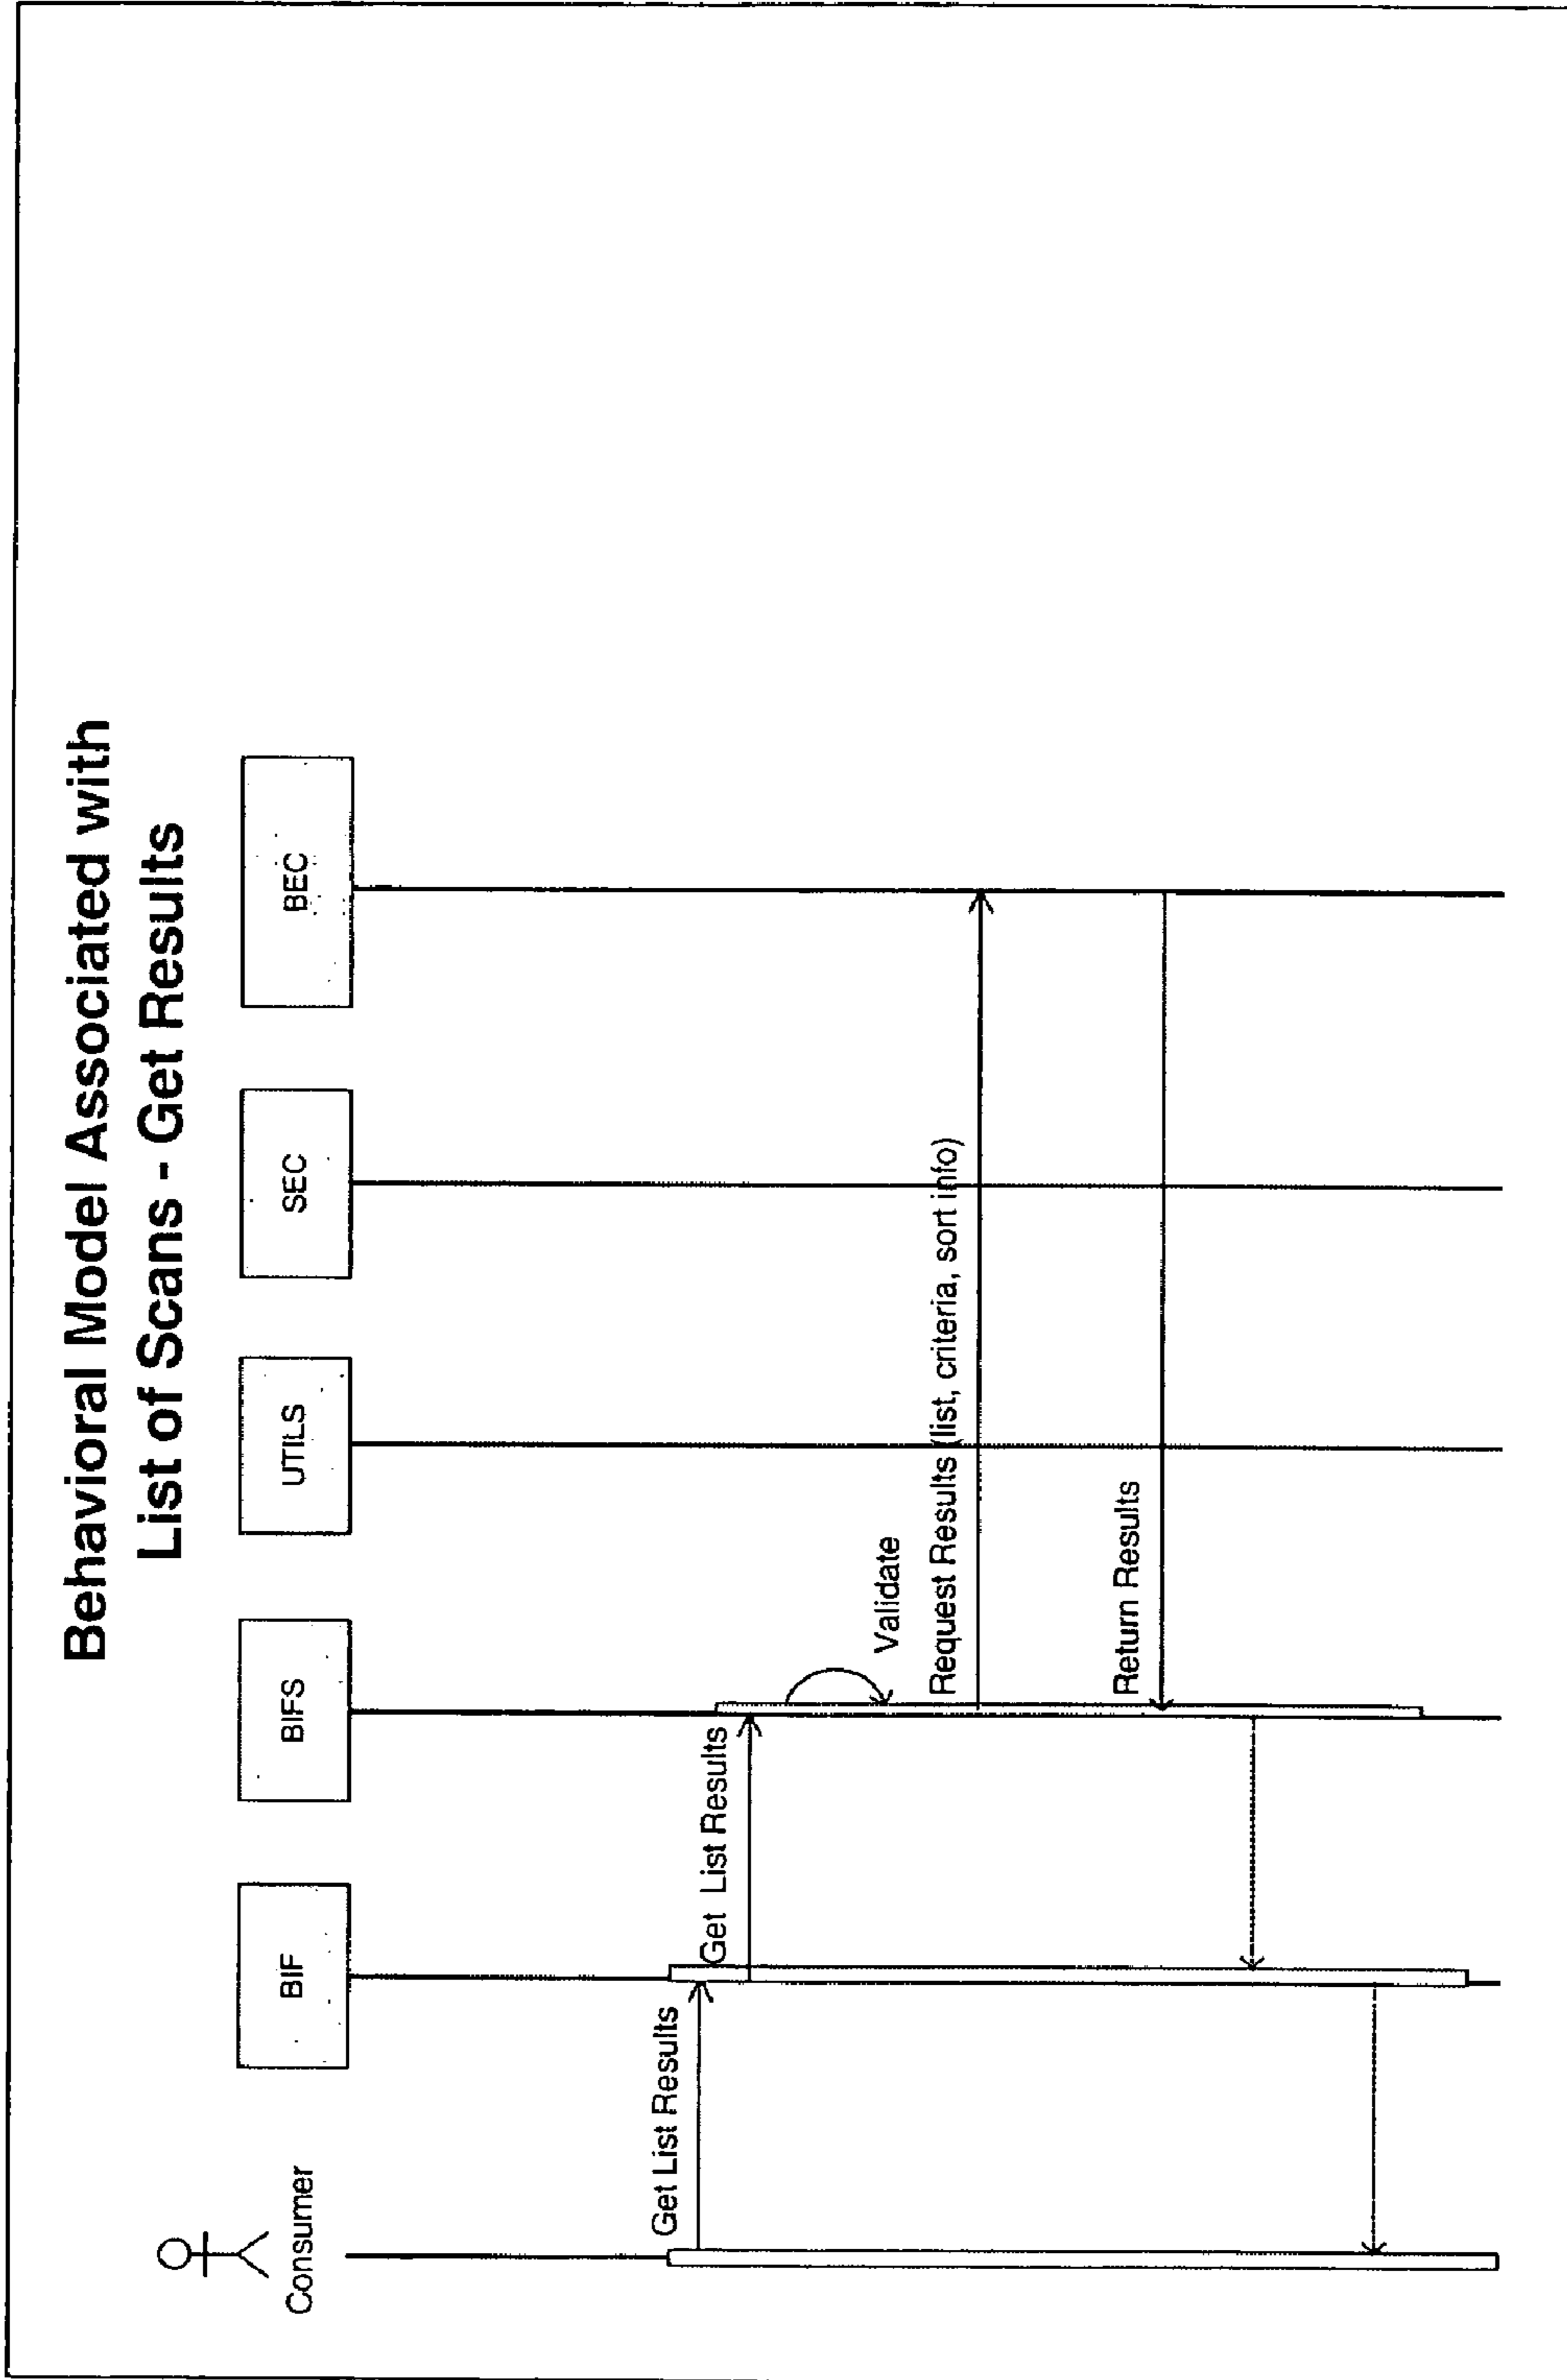 Behavioral Model Associated with
List of Scans - Get Results
Consumer
BIF
BIFS
UTILS
SEC
BEC
Get List Results
Get List Results
Validate
Request Results (list, criteria, sort info)
Return Results